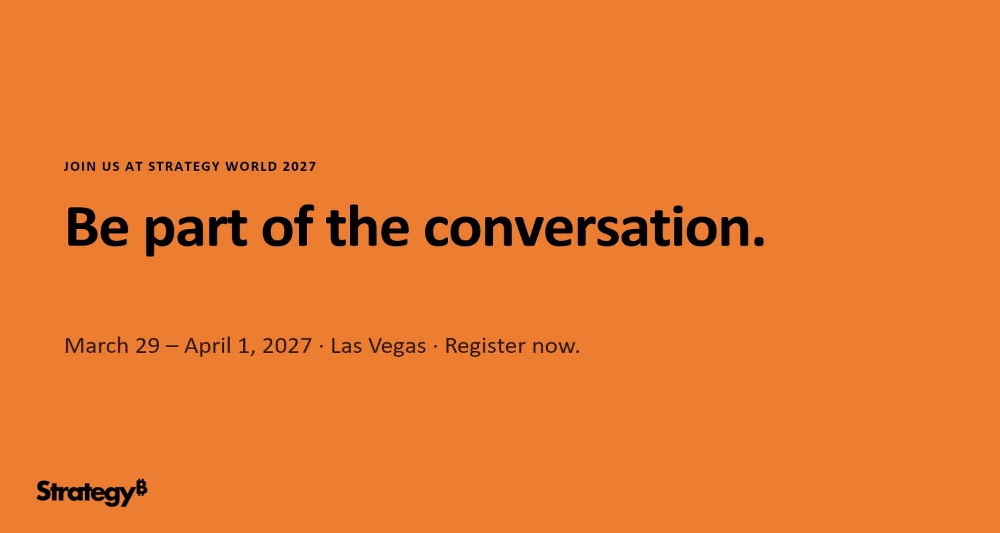 JOIN US AT STRATEGY WORLD 2027
Be part of the conversation.
March 29 – April 1, 2027 · Las Vegas · Register now.
Strategy₿